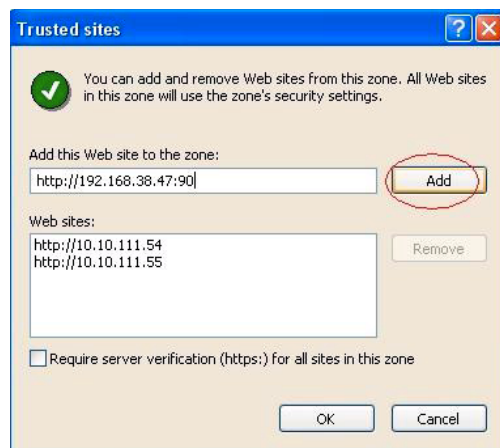 Trusted sites
You can add and remove Web sites from this zone. All Web sites
in this zone will use the zone's security settings.
Add this Web site to the zone:
http://192.168.38.47:90
Add
Web sites:
http://10.10.111.54
http://10.10.111.55
Remove
Require server verification (https:) for all sites in this zone
OK
Cancel